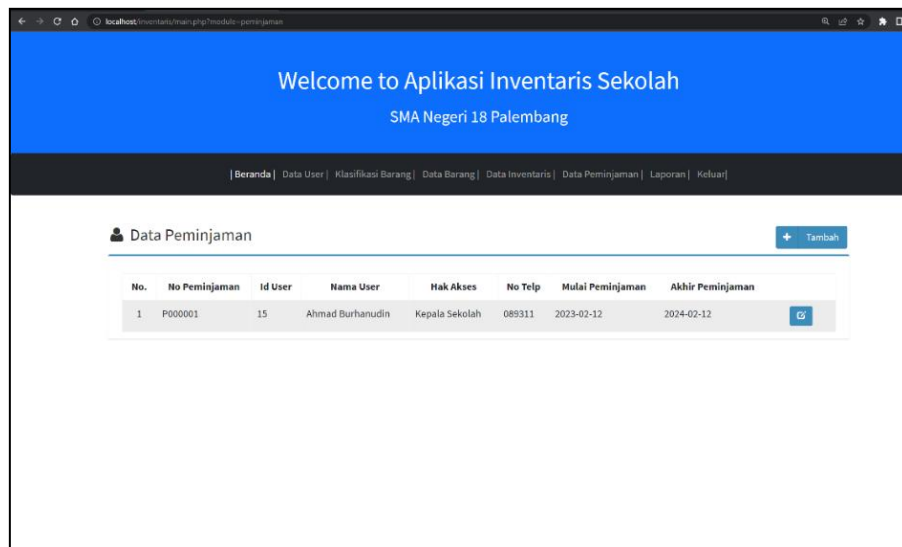 localhost/inventaris/main.php?module=peminjaman
Welcome to Aplikasi Inventaris Sekolah
SMA Negeri 18 Palembang
| Beranda | Data User | Klasifikasi Barang | Data Barang | Data Inventaris | Data Peminjaman | Laporan | Keluar|
Data Peminjaman
+ Tambah
No. No Peminjaman Id User Nama User Hak Akses No Telp Mulai Peminjaman Akhir Peminjaman
1 P000001 15 Ahmad Burhanudin Kepala Sekolah 089311 2023-02-12 2024-02-12